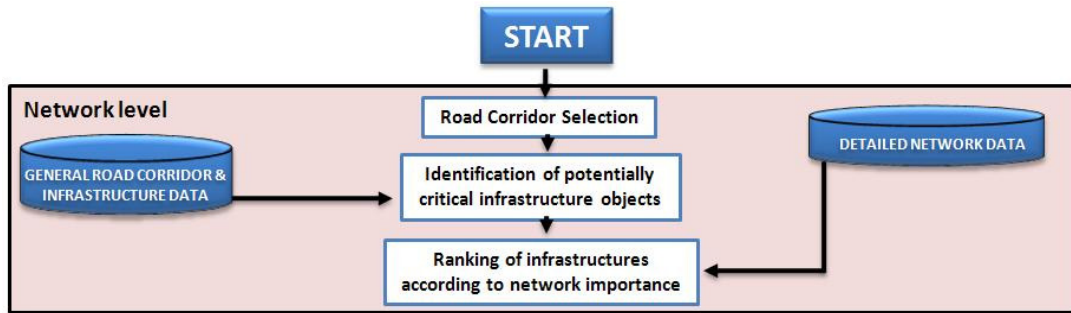 START
Network level
Road Corridor Selection
GENERAL ROAD CORRIDOR &
INFRASTRUCTURE DATA
DETAILED NETWORK DATA
Identification of potentially
critical infrastructure objects
Ranking of infrastructures
according to network importance